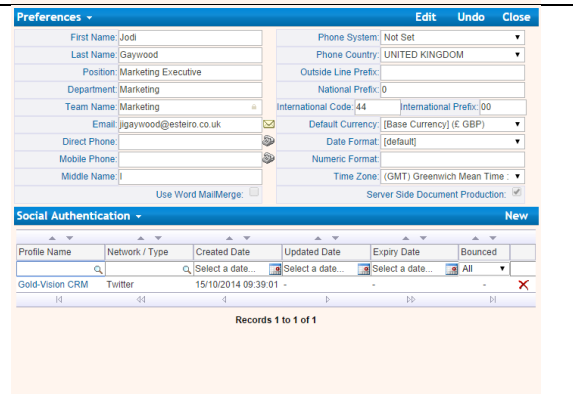 Preferences Edit Undo Close
First Name: Jodi Phone System: Not Set
Last Name: Gaywood Phone Country: UNITED KINGDOM
Position: Marketing Executive Outside Line Prefix:
Department: Marketing National Prefix: 0
Team Name: Marketing International Code: 44 International Prefix: 00
Email: jigaywood@esteiro.co.uk Default Currency: [Base Currency] (£ GBP)
Direct Phone: Date Format: [default]
Mobile Phone: Numeric Format:
Middle Name: I Time Zone: (GMT) Greenwich Mean Time :
Use Word MailMerge: Server Side Document Production:
Social Authentication New
Profile Name Network / Type Created Date Updated Date Expiry Date Bounced
Select a date... Select a date... Select a date... All
Gold-Vision CRM Twitter 15/10/2014 09:39:01 - - -
Records 1 to 1 of 1